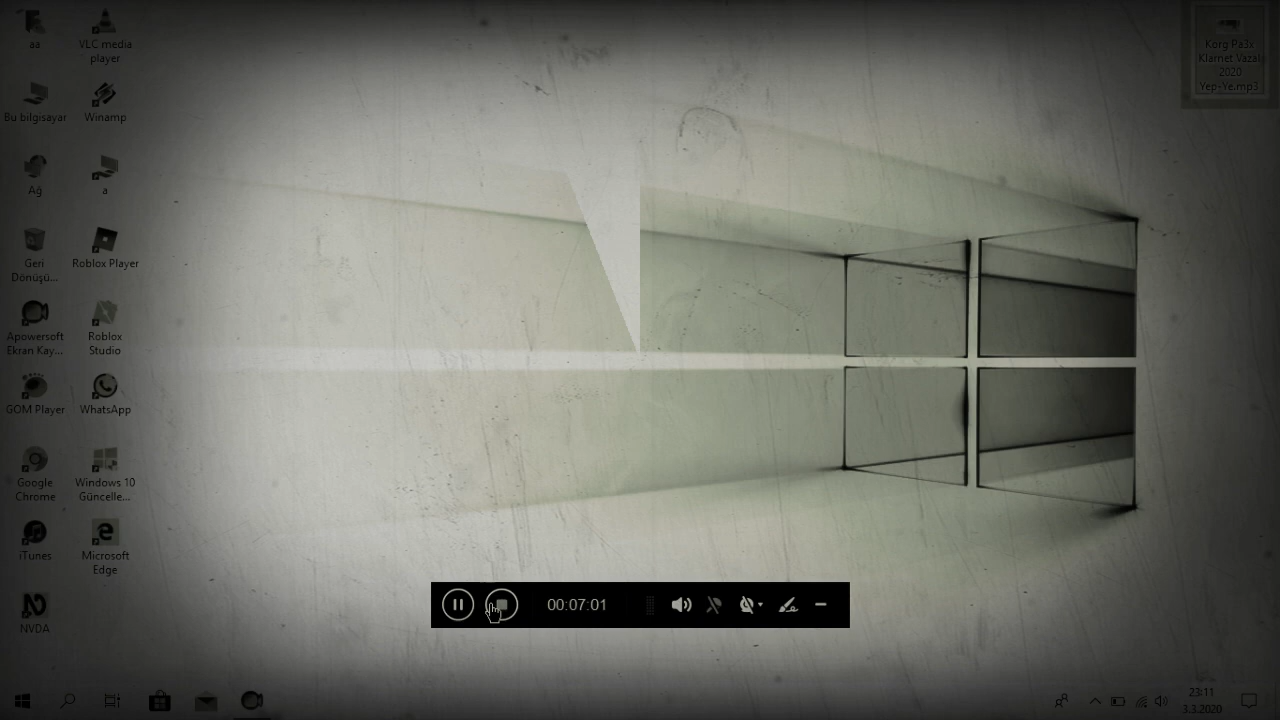 aa
VLC media
player
Bu bilgisayar
Winamp
Ağ
a
Geri
Dönüşü...
Roblox Player
Apowersoft
Ekran Kay...
Roblox
Studio
GOM Player
WhatsApp
Google
Chrome
Windows 10
Güncelle...
iTunes
Microsoft
Edge
NVDA
Korg Pa3x
Klarnet Vazal
2020
Yep-Ye.mp3
00:07:01
23:11
3.3.2020